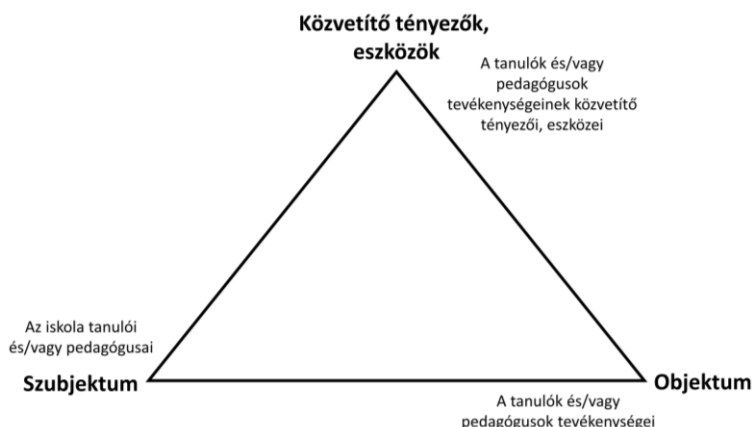 Közvetítő tényezők,
eszközök
A tanulók és/vagy
pedagógusok
tevékenységeinek közvetítő
tényezői, eszközei
Az iskola tanulói
és/vagy pedagógusai
Szubjektum
Objektum
A tanulók és/vagy
pedagógusok tevékenységei